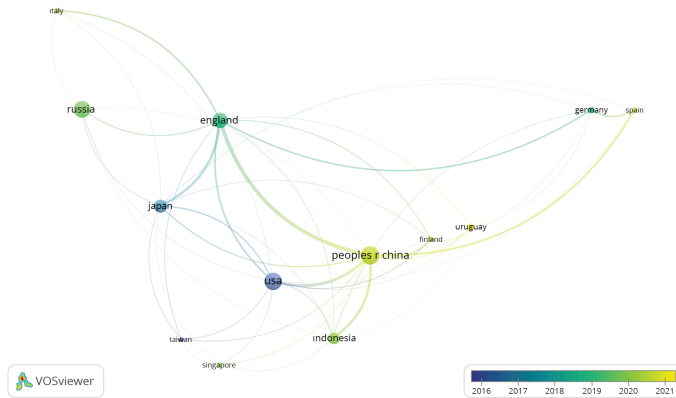 italy
russia
england
germany
spain
japan
uruguay
finland
peoples r china
usa
indonesia
taiwan
singapore
VOSviewer
2016 2017 2018 2019 2020 2021